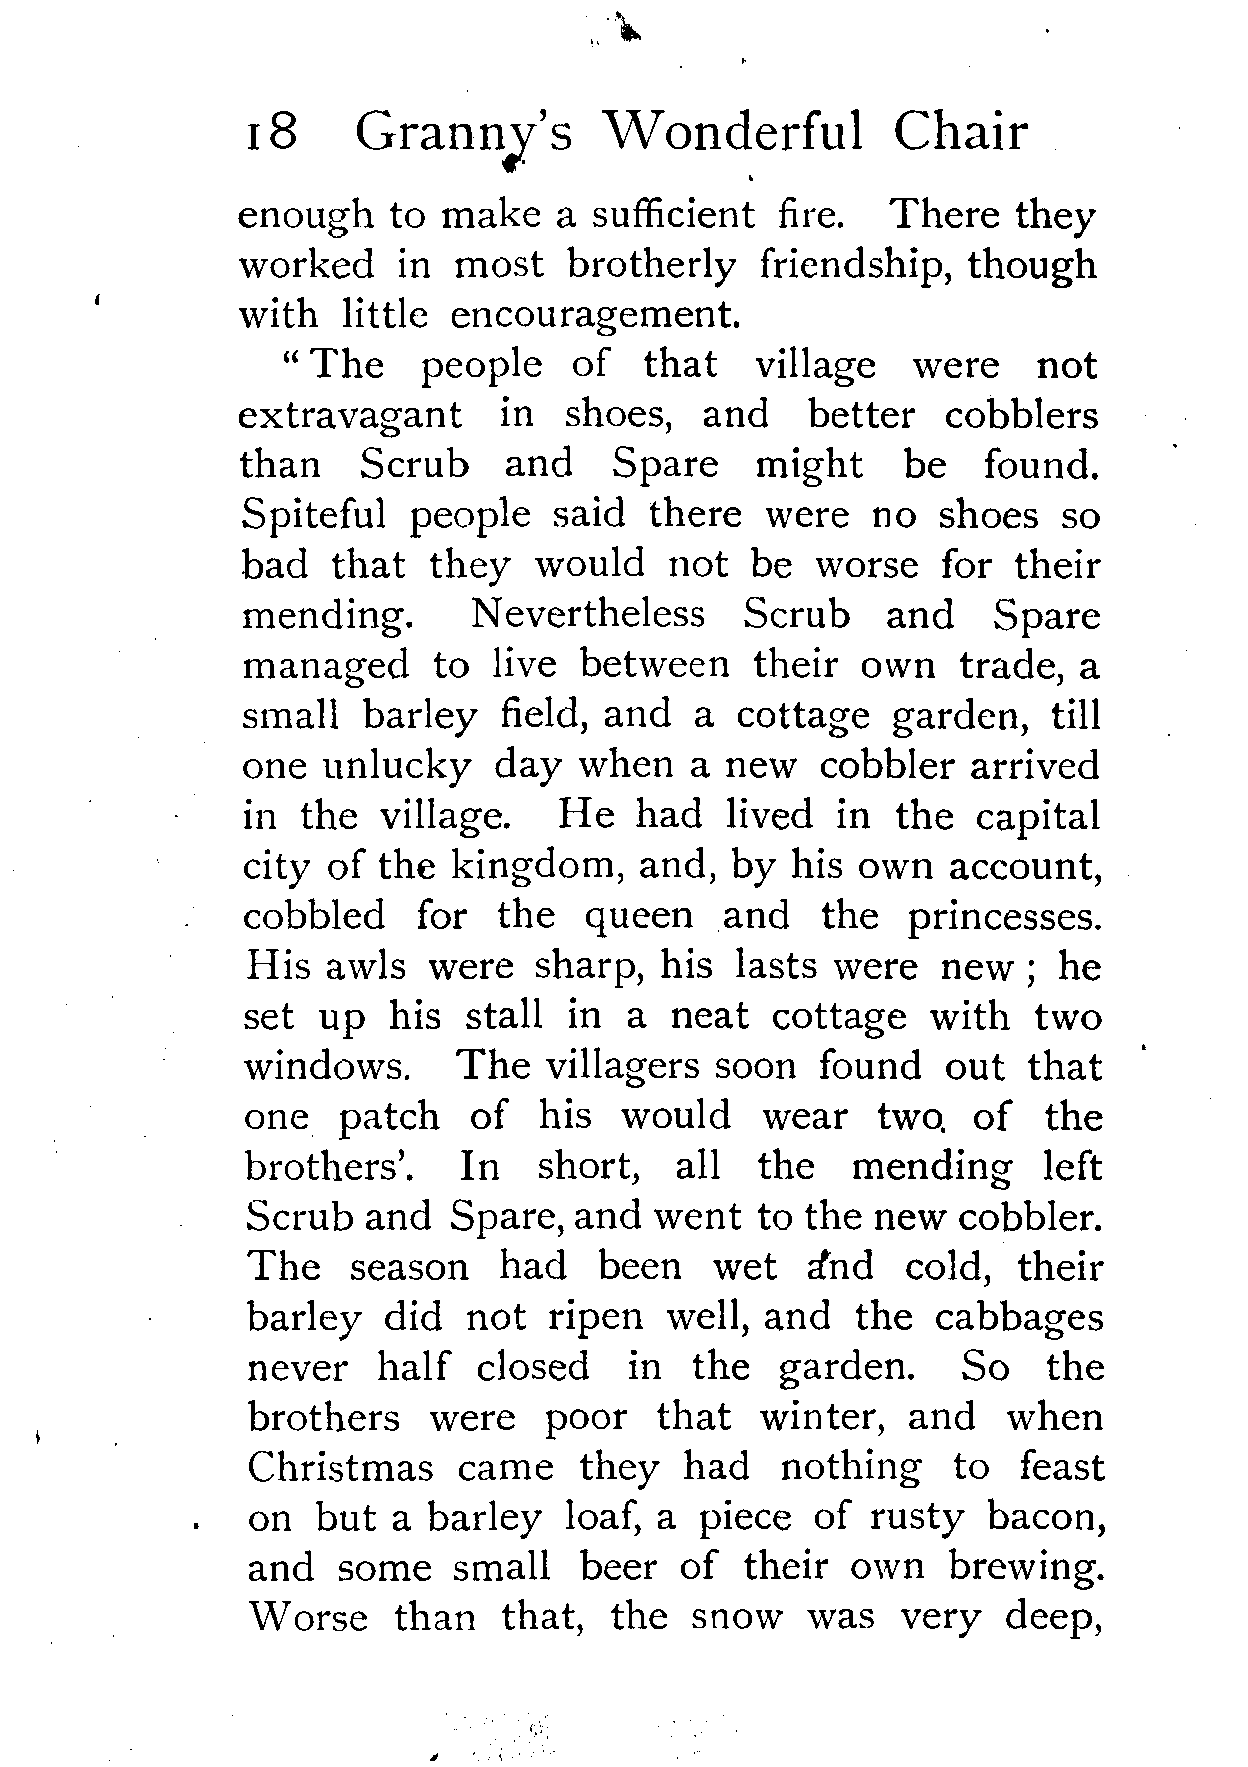 18 Granny's Wonderful Chair
enough to make a sufficient fire. There they
worked in most brotherly friendship, though
with little encouragement.
“ The people of that village were not
extravagant in shoes, and better cobblers
than Scrub and Spare might be found.
Spiteful people said there were no shoes so
bad that they would not be worse for their
mending. Nevertheless Scrub and Spare
managed to live between their own trade, a
small barley field, and a cottage garden, till
one unlucky day when a new cobbler arrived
in the village. He had lived in the capital
city of the kingdom, and, by his own account,
cobbled for the queen and the princesses.
His awls were sharp, his lasts were new ; he
set up his stall in a neat cottage with two
windows. The villagers soon found out that
one patch of his would wear two of the
brothers'. In short, all the mending left
Scrub and Spare, and went to the new cobbler.
The season had been wet and cold, their
barley did not ripen well, and the cabbages
never half closed in the garden. So the
brothers were poor that winter, and when
Christmas came they had nothing to feast
on but a barley loaf, a piece of rusty bacon,
and some small beer of their own brewing.
Worse than that, the snow was very deep,